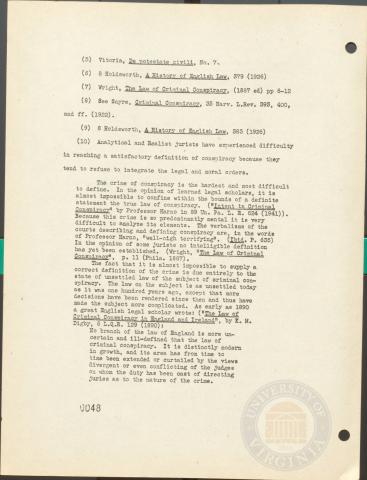 (5) Vitoria, De potestate civili, No. 7.
(6) 8 Holdsworth, A History of English Law, 379 (1926)
(7) Wright, The Law of Criminal Conspiracy, (1887 ed) pp 6-12
(8) See Sayre, Criminal Conspiracy, 35 Harv. L.Rev. 393, 400,
and ff. (1922).
(9) 8 Holdsworth, A History of English Law, 383 (1926)
(10) Analytical and Realist jurists have experienced difficulty
in reaching a satisfactory definition of conspiracy because they
tend to refuse to integrate the legal and moral orders.
The crime of conspiracy is the hardest and most difficult
to define. In the opinion of learned legal scholars, it is
almost impossible to confine within the bounds of a definite
statement the true law of conspiracy. ("Intent in Criminal
Conspiracy" by Professor Harno in 89 Un. Pa. L. R. 624 (1941)).
Because this crime is so predominantly mental it is very
difficult to analyze its elements. The verbalisms of the
courts describing and defining conspiracy are, in the words
of Professor Harno, "well-nigh terrifying". (Ibid. P. 635)
In the opinion of some jurists no intelligible definition
has yet been established. (Wright, "The Law of Criminal
Conspiracy", p. 11 (Phila. 1887).
The fact that it is almost impossible to supply a
correct definition of the crime is due entirely to the
state of unsettled law of the subject of criminal con-
spiracy. The law on the subject is as unsettled today
as it was one hundred years ago, except that more
decisions have been rendered since then and thus have
made the subject more complicated. As early as 1890
a great English legal scholar wrote: ("The Law of
Criminal Conspiracy in England and Ireland", by K. M.
Digby, 6 L.Q.R. 129 (1890):
No branch of the law of England is more un-
certain and ill-defined that the law of
criminal conspiracy. It is distinctly modern
in growth, and its area has from time to
time been extended or curtailed by the views
divergent or even conflicting of the judges
on whom the duty has been cast of directing
juries as to the nature of the crime.
0048
UNIVERSITY OF VIRGINIA